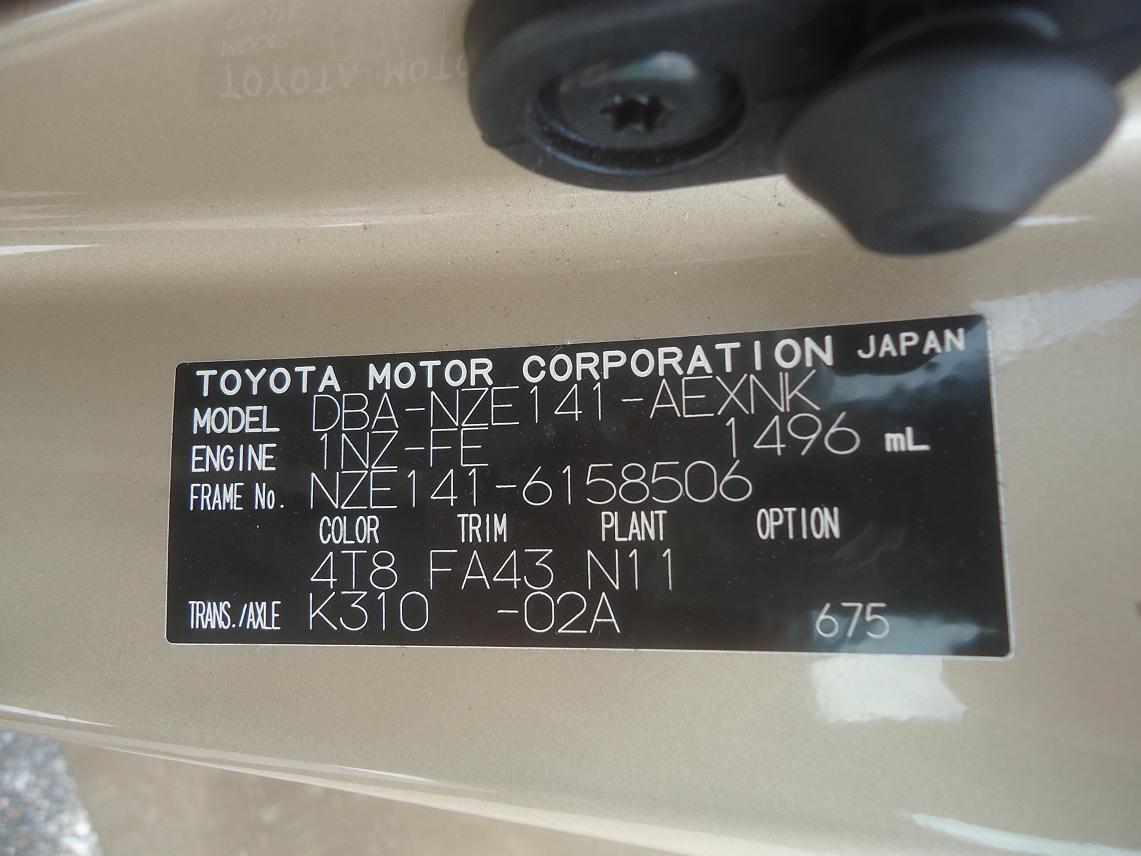 TOYOTA MOTOR CORPORATION JAPAN
MODEL DBA-NZE141-AEXNK
ENGINE 1NZ-FE 1496 mL
FRAME No. NZE141-6158506
COLOR TRIM PLANT OPTION
4T8 FA43 N11
TRANS./AXLE K310 -02A 675